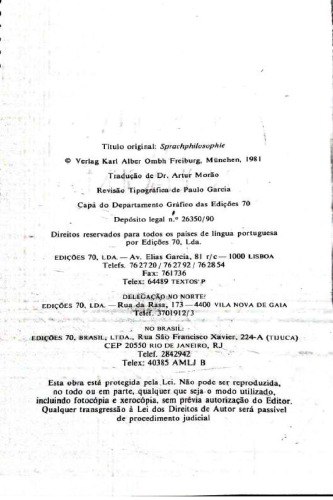 Título original: Sprachphilosophie
© Verlag Karl Alber Gmbh Freiburg, München, 1981
Tradução de Dr. Artur Morão
Revisão Tipográfica de Paulo Garcia
Capa do Departamento Gráfico das Edições 70
Depósito legal n.º 26350/90
Direitos reservados para todos os países de língua portuguesa
por Edições 70, Lda.
EDIÇÕES 70, LDA. — Av. Elias Garcia, 81 r/c — 1000 LISBOA
Telefs. 76 27 20 / 76 27 92 / 76 28 54
Fax: 761736
Telex: 64489 TEXTOS P
DELEGAÇÃO NO NORTE:
EDIÇÕES 70, LDA. — Rua da Rasa, 173 — 4400 VILA NOVA DE GAIA
Telef. 3701912/3
NO BRASIL:
EDIÇÕES 70, BRASIL, LTDA., Rua São Francisco Xavier, 224-A (TIJUCA)
CEP 20550 RIO DE JANEIRO, RJ
Telef. 2842942
Telex: 40385 AMLJ B
Esta obra está protegida pela Lei. Não pode ser reproduzida,
no todo ou em parte, qualquer que seja o modo utilizado,
incluindo fotocópia e xerocópia, sem prévia autorização do Editor.
Qualquer transgressão à Lei dos Direitos de Autor será passível
de procedimento judicial